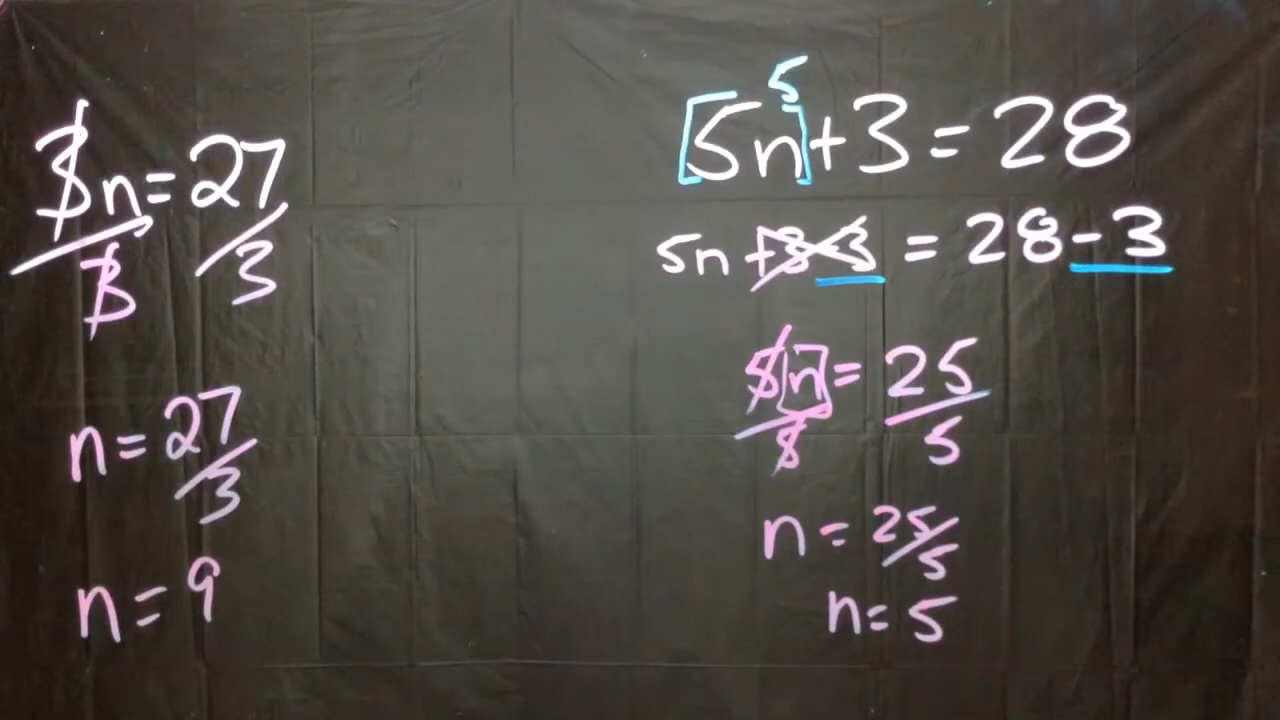 3n = 27
3 3
n = 27/3
n = 9
5
[5n] + 3 = 28
5n + 3 - 3 = 28 - 3
5n = 25
5 5
n = 25/5
n = 5